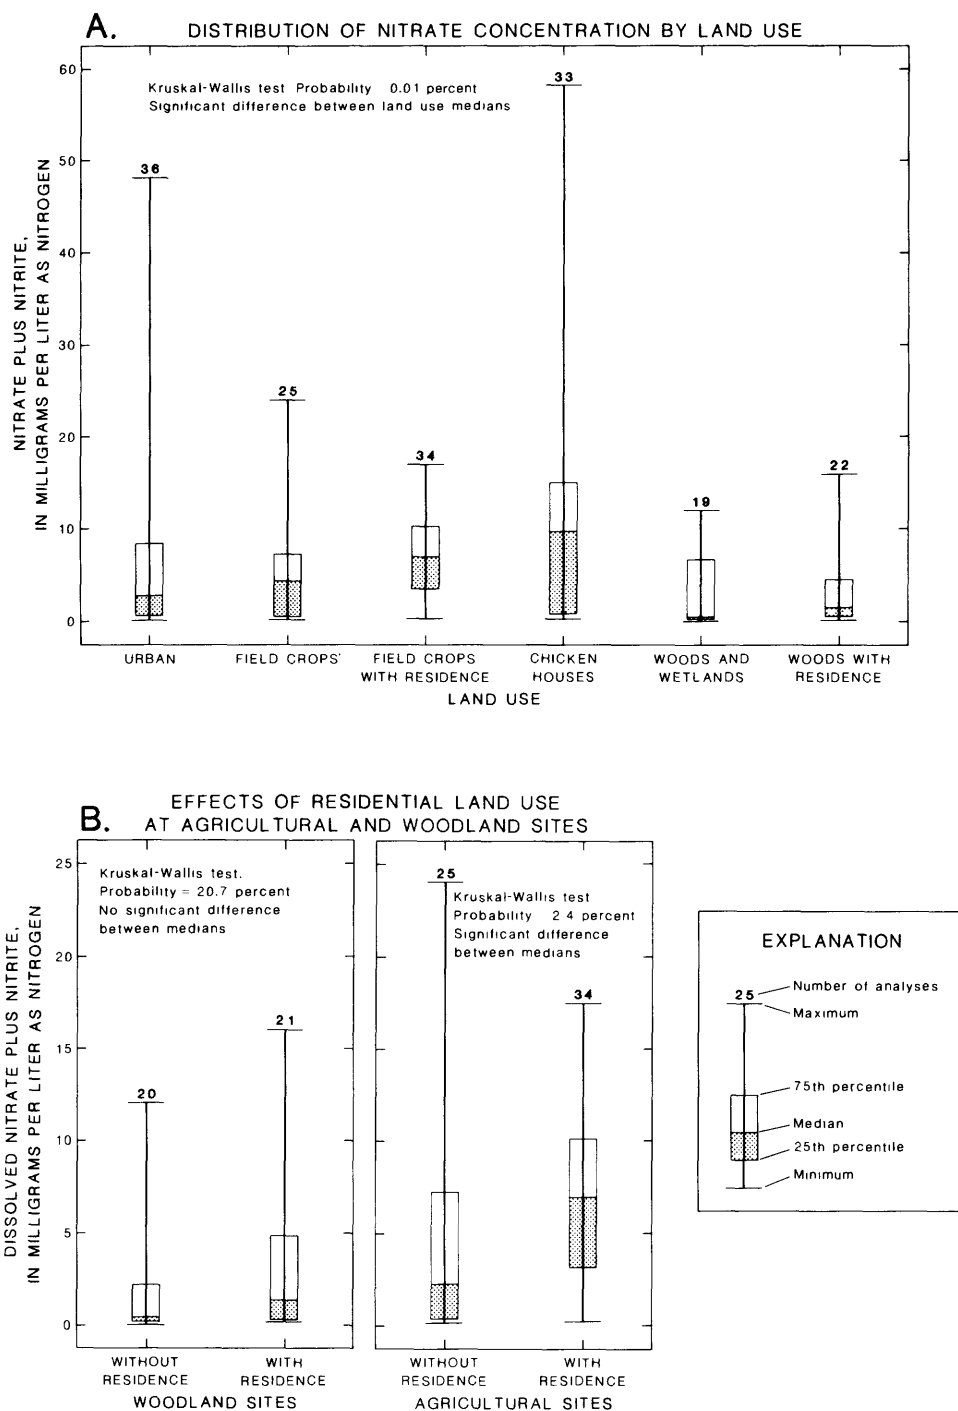 A. DISTRIBUTION OF NITRATE CONCENTRATION BY LAND USE
Kruskal-Wallis test Probability 0.01 percent
Significant difference between land use medians
NITRATE PLUS NITRITE,
IN MILLIGRAMS PER LITER AS NITROGEN
60
50
40
30
20
10
0
36
25
34
33
19
22
URBAN
FIELD CROPS'
FIELD CROPS
WITH RESIDENCE
CHICKEN
HOUSES
WOODS AND
WETLANDS
WOODS WITH
RESIDENCE
LAND USE
B. EFFECTS OF RESIDENTIAL LAND USE
AT AGRICULTURAL AND WOODLAND SITES
DISSOLVED NITRATE PLUS NITRITE,
IN MILLIGRAMS PER LITER AS NITROGEN
25
20
15
10
5
0
Kruskal-Wallis test.
Probability = 20.7 percent
No significant difference
between medians
20
21
WITHOUT
RESIDENCE
WITH
RESIDENCE
WOODLAND SITES
25
Kruskal-Wallis test
Probability 2 4 percent
Significant difference
between medians
34
WITHOUT
RESIDENCE
WITH
RESIDENCE
AGRICULTURAL SITES
EXPLANATION
25
Number of analyses
Maximum
75th percentile
Median
25th percentile
Minimum